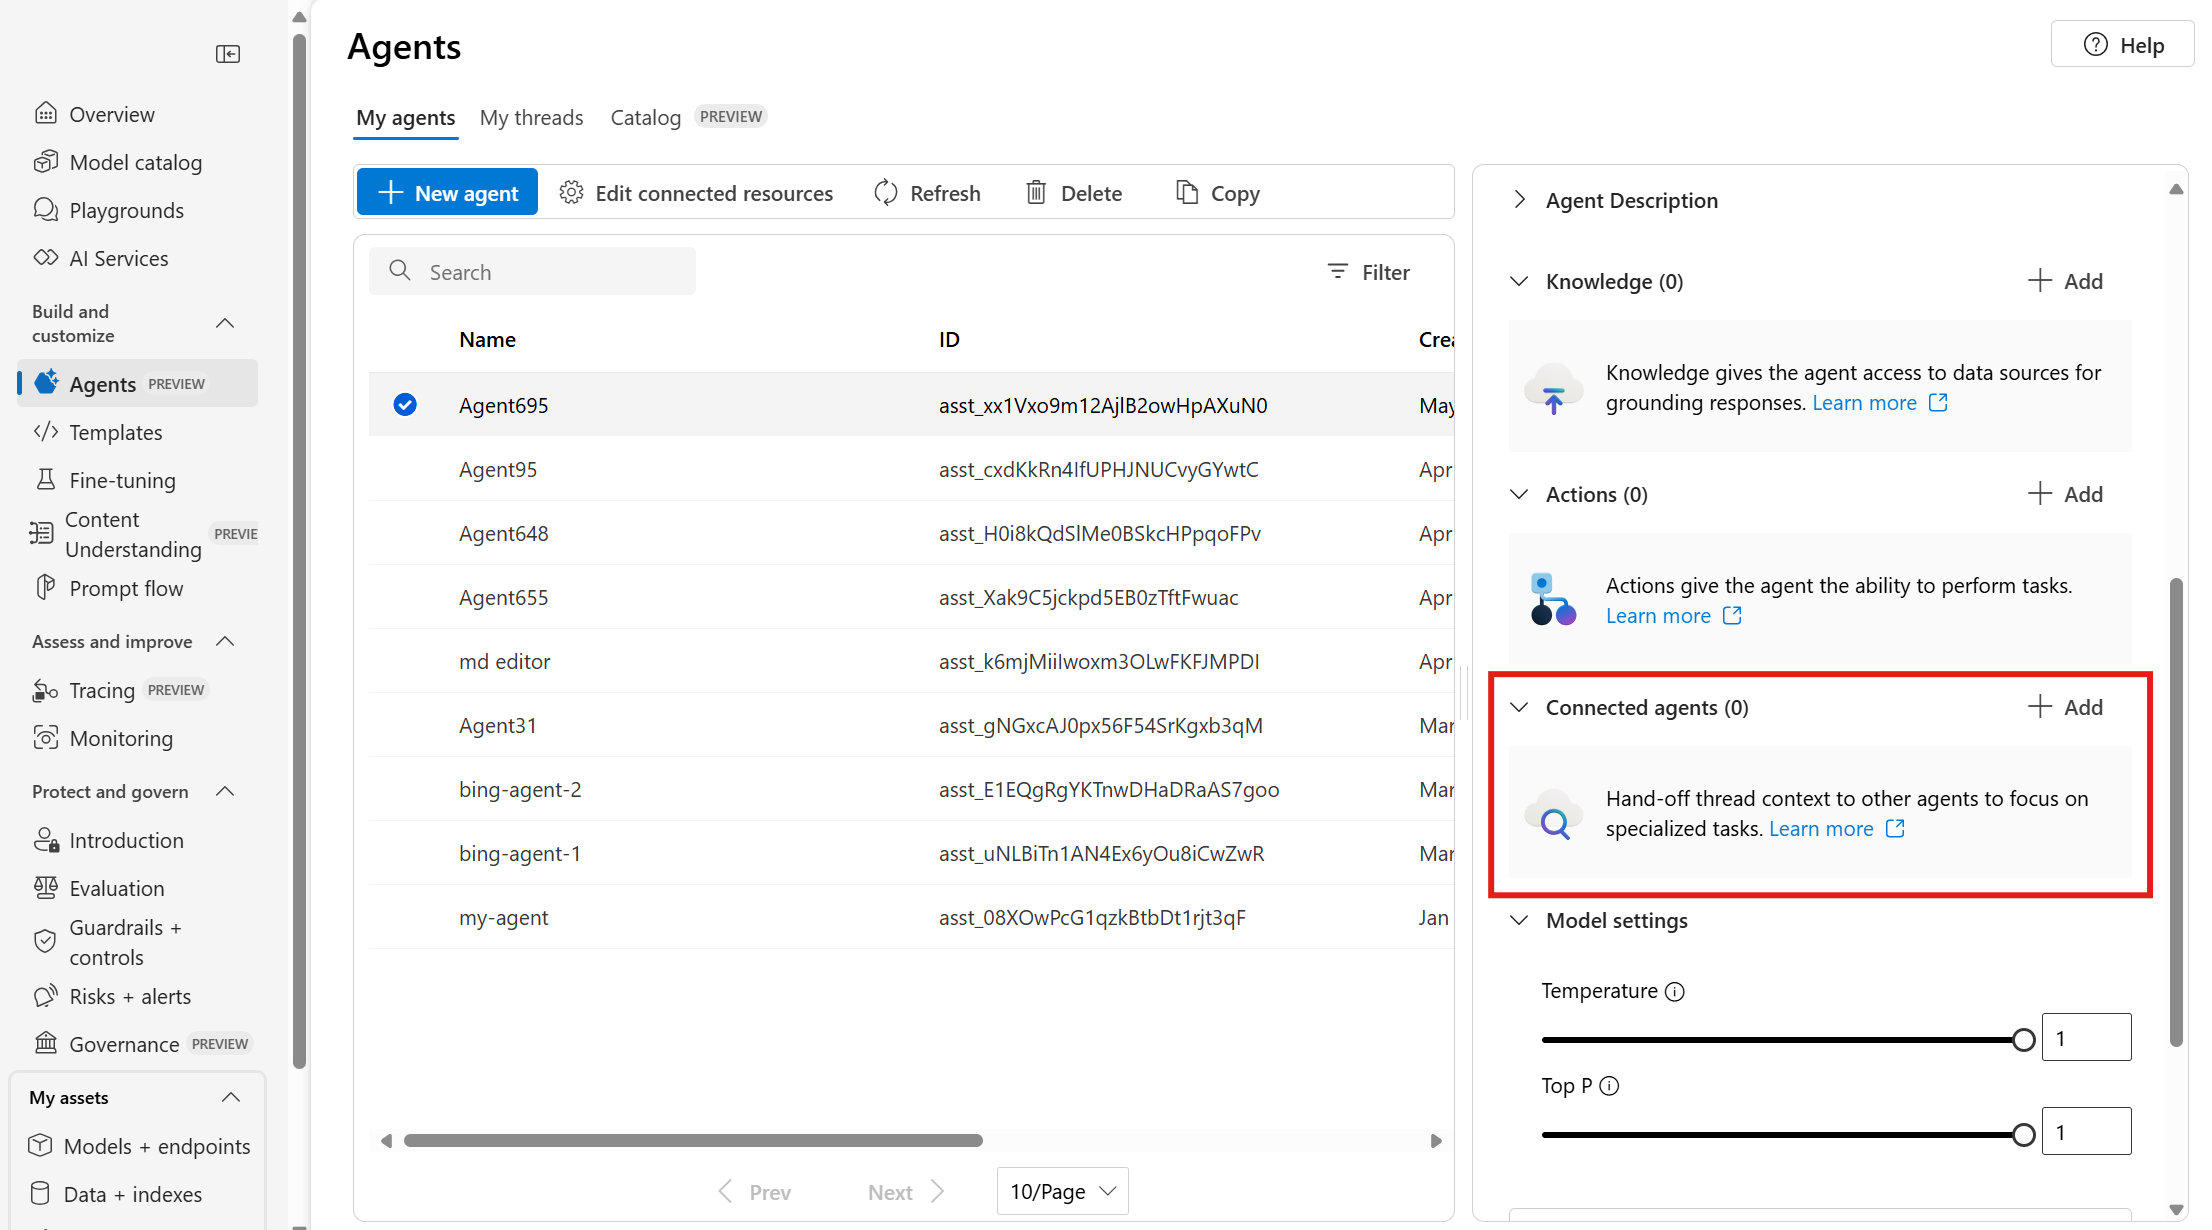 Overview
Model catalog
Playgrounds
AI Services
Build and
customize
Agents PREVIEW
Templates
Fine-tuning
Content
Understanding PREVIE
Prompt flow
Assess and improve
Tracing PREVIEW
Monitoring
Protect and govern
Introduction
Evaluation
Guardrails +
controls
Risks + alerts
Governance PREVIEW
My assets
Models + endpoints
Data + indexes
Agents
Help
My agents My threads Catalog PREVIEW
New agent Edit connected resources Refresh Delete Copy
Search Filter
Name ID Crea
Agent695 asst_xx1Vxo9m12AjlB2owHpAXuN0 May
Agent95 asst_cxdKkRn4IfUPHJNUCvyGYwtC Apr
Agent648 asst_H0i8kQdSlMe0BSkcHPpqoFPv Apr
Agent655 asst_Xak9C5jckpd5EB0zTftFwuac Apr
md editor asst_k6mjMiiIwoxm3OLwFKFJMPDI Apr
Agent31 asst_gNGxcAJ0px56F54SrKgxb3qM Mar
bing-agent-2 asst_E1EQgRgYKTnwDHaDRaAS7goo Mar
bing-agent-1 asst_uNLBiTn1AN4Ex6yOu8iCwZwR Mar
my-agent asst_08XOwPcG1qzkBtbDt1rjt3qF Jan
Prev Next 10/Page
Agent Description
Knowledge (0) Add
Knowledge gives the agent access to data sources for
grounding responses. Learn more
Actions (0) Add
Actions give the agent the ability to perform tasks.
Learn more
Connected agents (0) Add
Hand-off thread context to other agents to focus on
specialized tasks. Learn more
Model settings
Temperature
1
Top P
1